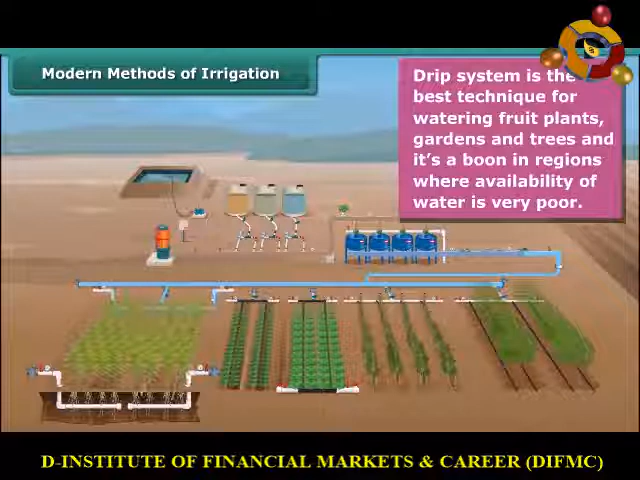 Modern Methods of Irrigation
Drip system is the
best technique for
watering fruit plants,
gardens and trees and
it's a boon in regions
where availability of
water is very poor.
D-INSTITUTE OF FINANCIAL MARKETS & CAREER (DIFMC)